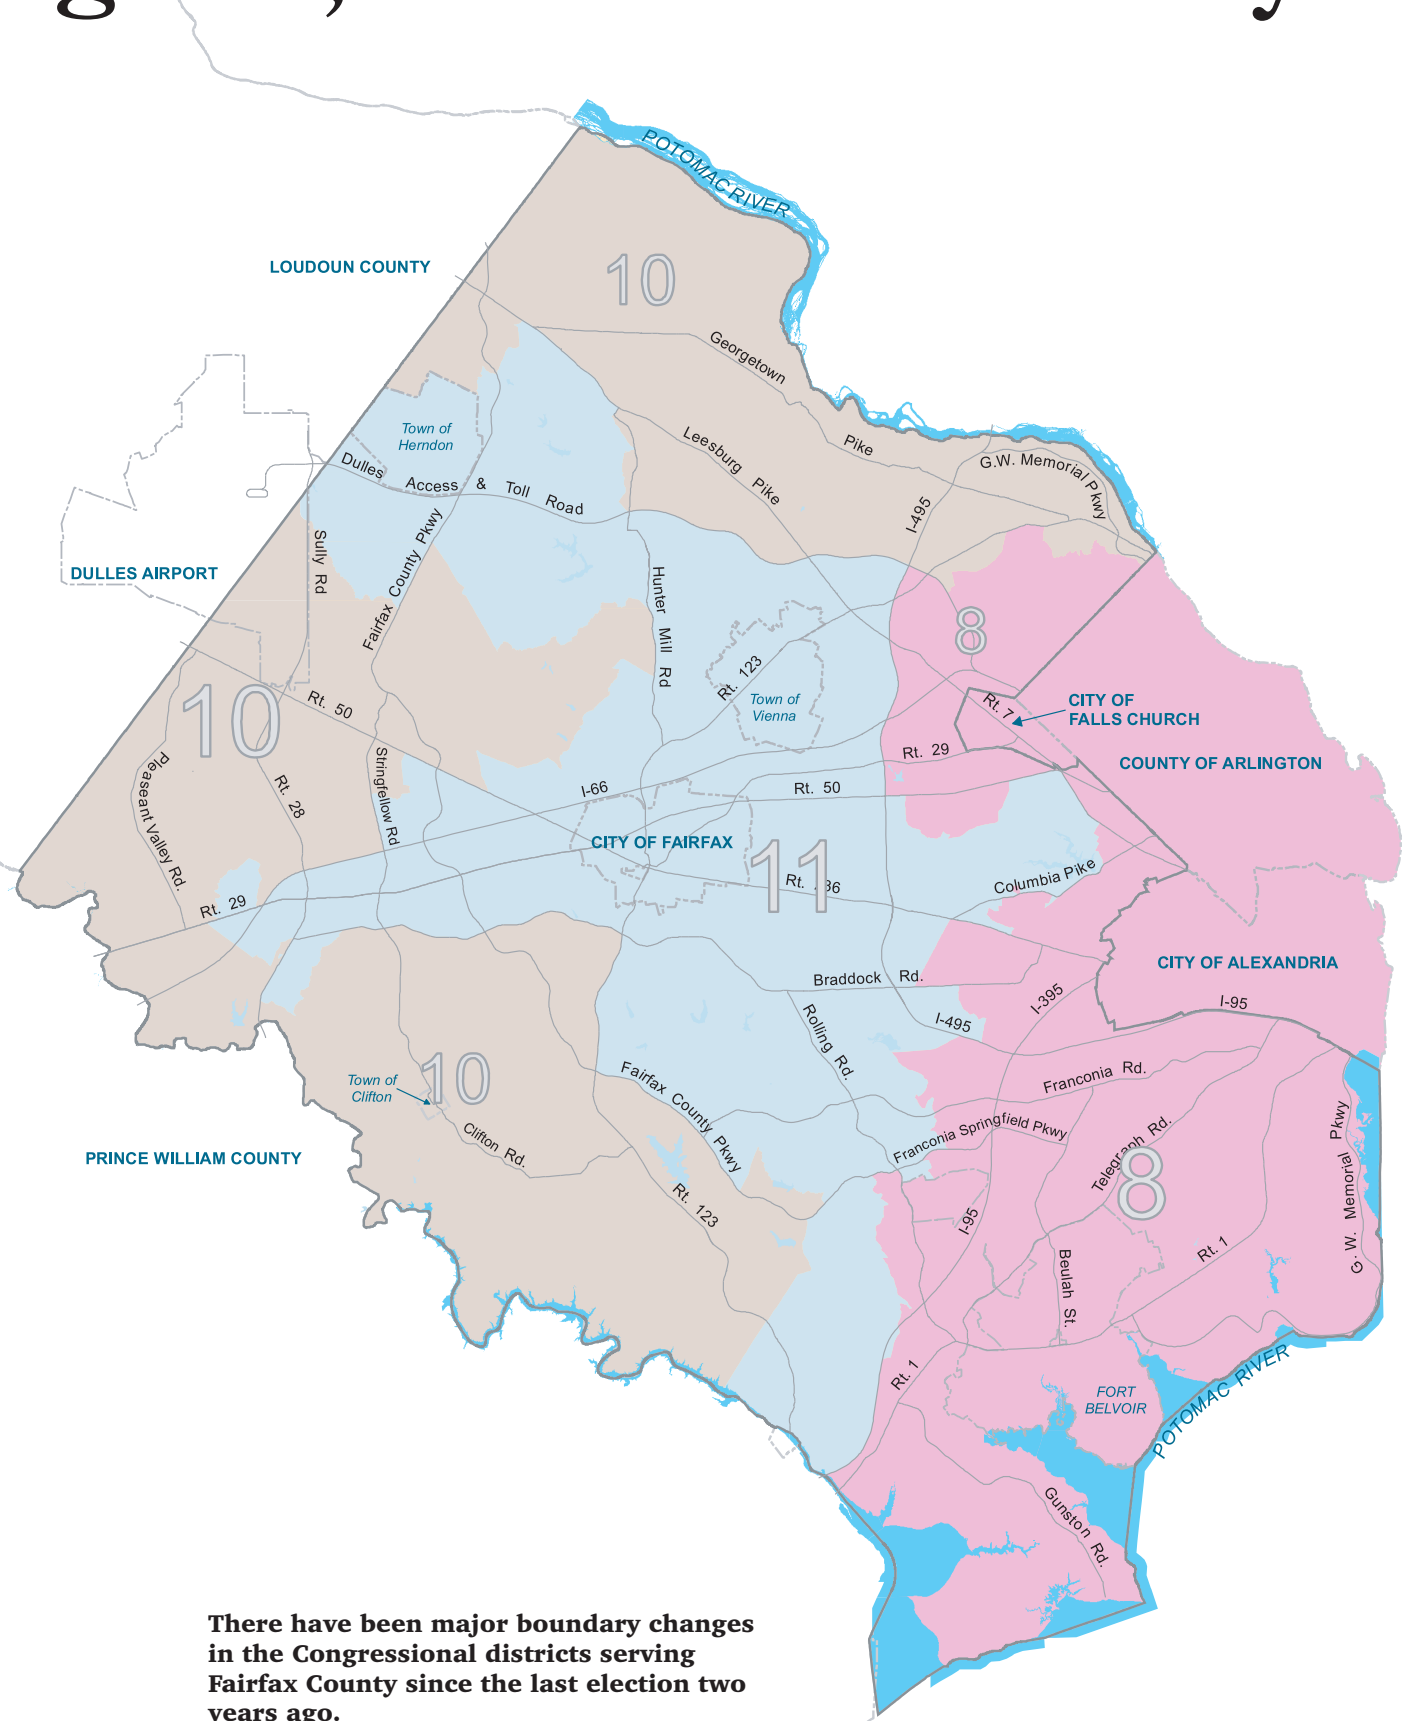 POTOMAC RIVER
LOUDOUN COUNTY
10
Georgetown
Pike
Town of
Herndon
Leesburg Pike
G.W. Memorial Pkwy
Dulles Access & Toll Road
I-495
Sully Rd
Fairfax County Pkwy
DULLES AIRPORT
Hunter Mill Rd
8
Rt. 123
Town of
Vienna
10
Rt. 50
Rt. 7
CITY OF
FALLS CHURCH
COUNTY OF ARLINGTON
Rt. 29
Pleaseant Valley Rd.
Rt. 28
Stringfellow Rd
I-66
Rt. 50
CITY OF FAIRFAX
11
Rt.
Columbia Pike
Rt. 29
CITY OF ALEXANDRIA
Braddock Rd.
I-395
I-95
Rolling Rd.
I-495
Town of
Clifton
10
Fairfax County Pkwy
Franconia Rd.
Clifton Rd.
Franconia Springfield Pkwy
Telegraph Rd.
G. W. Memorial Pkwy
PRINCE WILLIAM COUNTY
8
Rt. 123
I-95
Rt. 1
Beulah St.
Rt. 1
FORT
BELVOIR
POTOMAC RIVER
Gunston Rd.
There have been major boundary changes
in the Congressional districts serving
Fairfax County since the last election two
years ago.